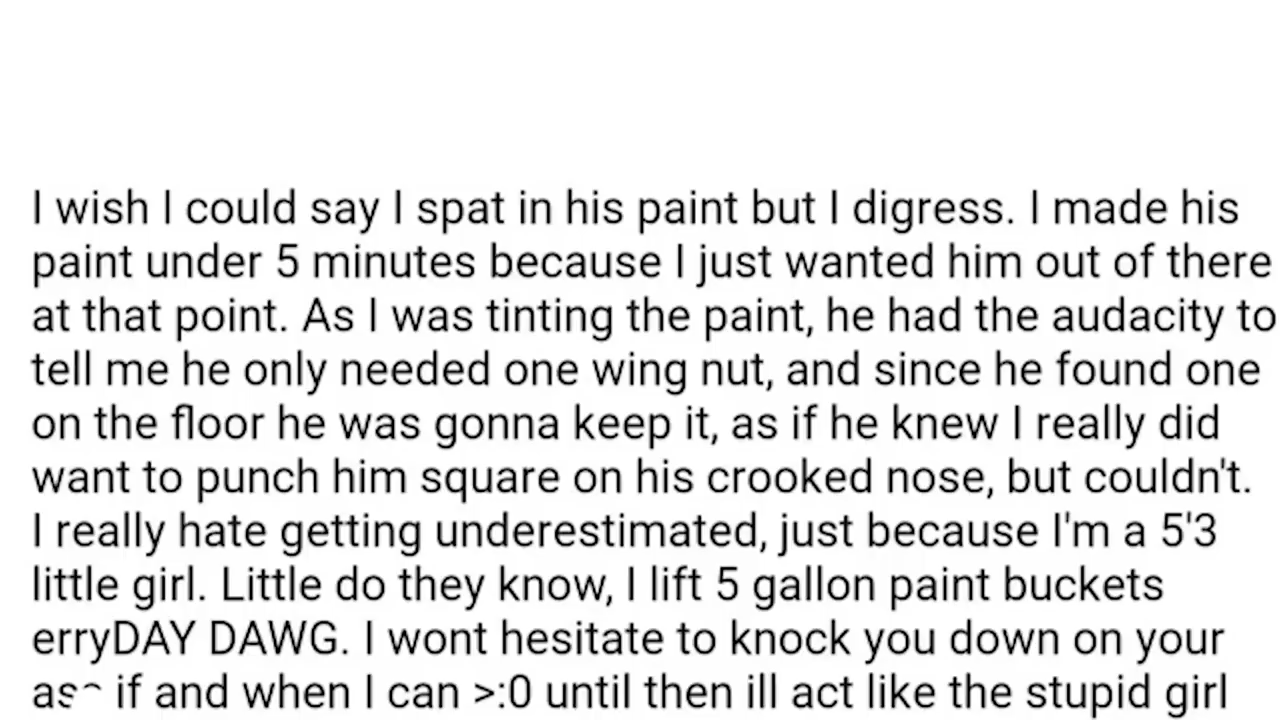 I wish I could say I spat in his paint but I digress. I made his
paint under 5 minutes because I just wanted him out of there
at that point. As I was tinting the paint, he had the audacity to
tell me he only needed one wing nut, and since he found one
on the floor he was gonna keep it, as if he knew I really did
want to punch him square on his crooked nose, but couldn't.
I really hate getting underestimated, just because I'm a 5'3
little girl. Little do they know, I lift 5 gallon paint buckets
erryDAY DAWG. I wont hesitate to knock you down on your
if and when I can >:0 until then ill act like the stupid girl